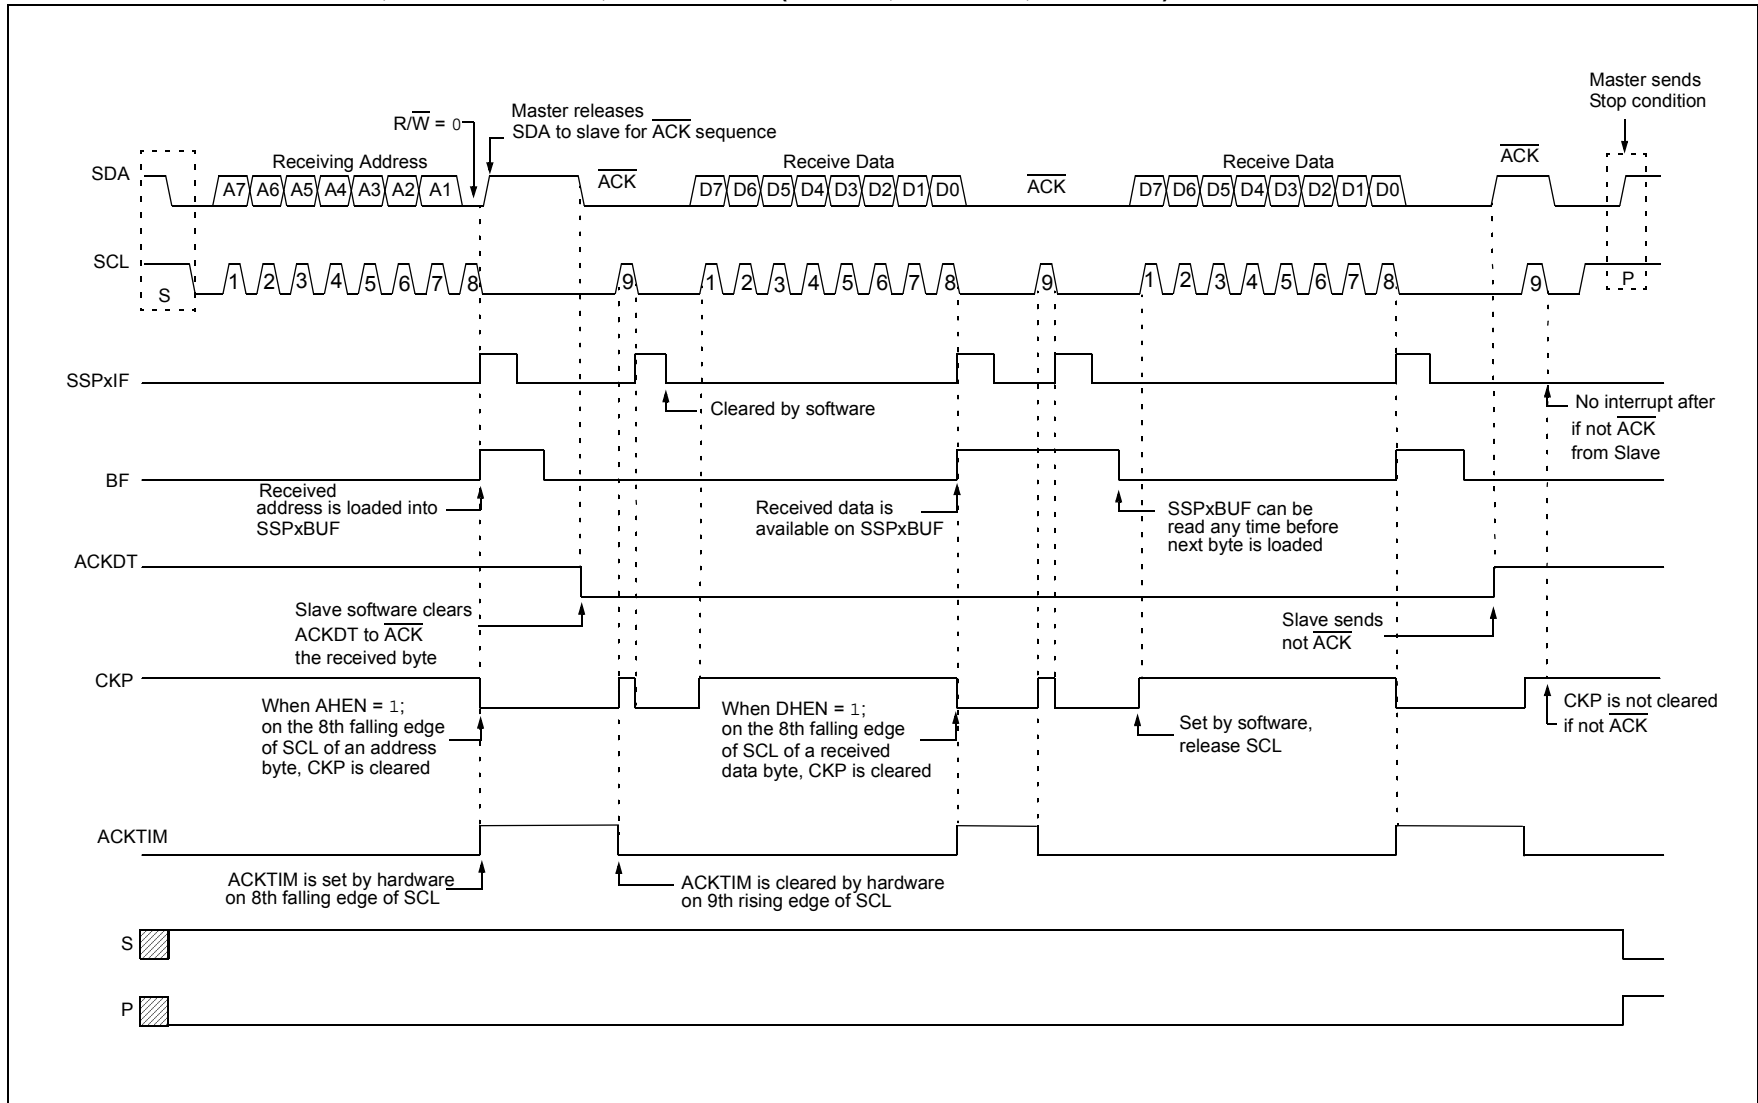 Master sends
Stop condition
Master releases
SDA to slave for ACK sequence
R/W = 0
SDA
Receiving Address
A7 A6 A5 A4 A3 A2 A1
ACK
Receive Data
D7 D6 D5 D4 D3 D2 D1 D0
ACK
Receive Data
D7 D6 D5 D4 D3 D2 D1 D0
ACK
SCL
S
1 2 3 4 5 6 7 8 9
1 2 3 4 5 6 7 8 9
1 2 3 4 5 6 7 8 9
P
SSPxIF
Cleared by software
No interrupt after
if not ACK
from Slave
BF
Received
address is loaded into
SSPxBUF
Received data is
available on SSPxBUF
SSPxBUF can be
read any time before
next byte is loaded
ACKDT
Slave software clears
ACKDT to ACK
the received byte
Slave sends
not ACK
CKP
When AHEN = 1;
on the 8th falling edge
of SCL of an address
byte, CKP is cleared
When DHEN = 1;
on the 8th falling edge
of SCL of a received
data byte, CKP is cleared
Set by software,
release SCL
CKP is not cleared
if not ACK
ACKTIM
ACKTIM is set by hardware
on 8th falling edge of SCL
ACKTIM is cleared by hardware
on 9th rising edge of SCL
S
P